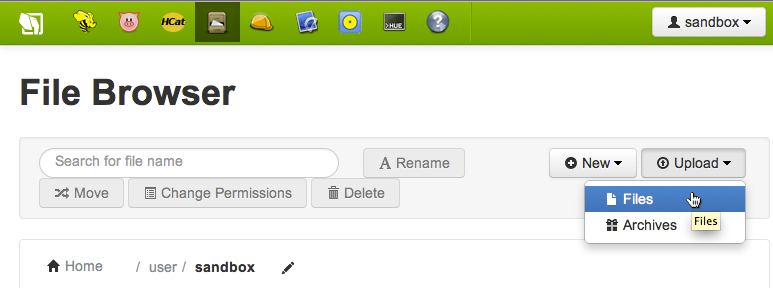 HCat >HUE ? sandbox
File Browser
Search for file name Rename New Upload
Move Change Permissions Delete
Files
Files
Archives
Home / user / sandbox